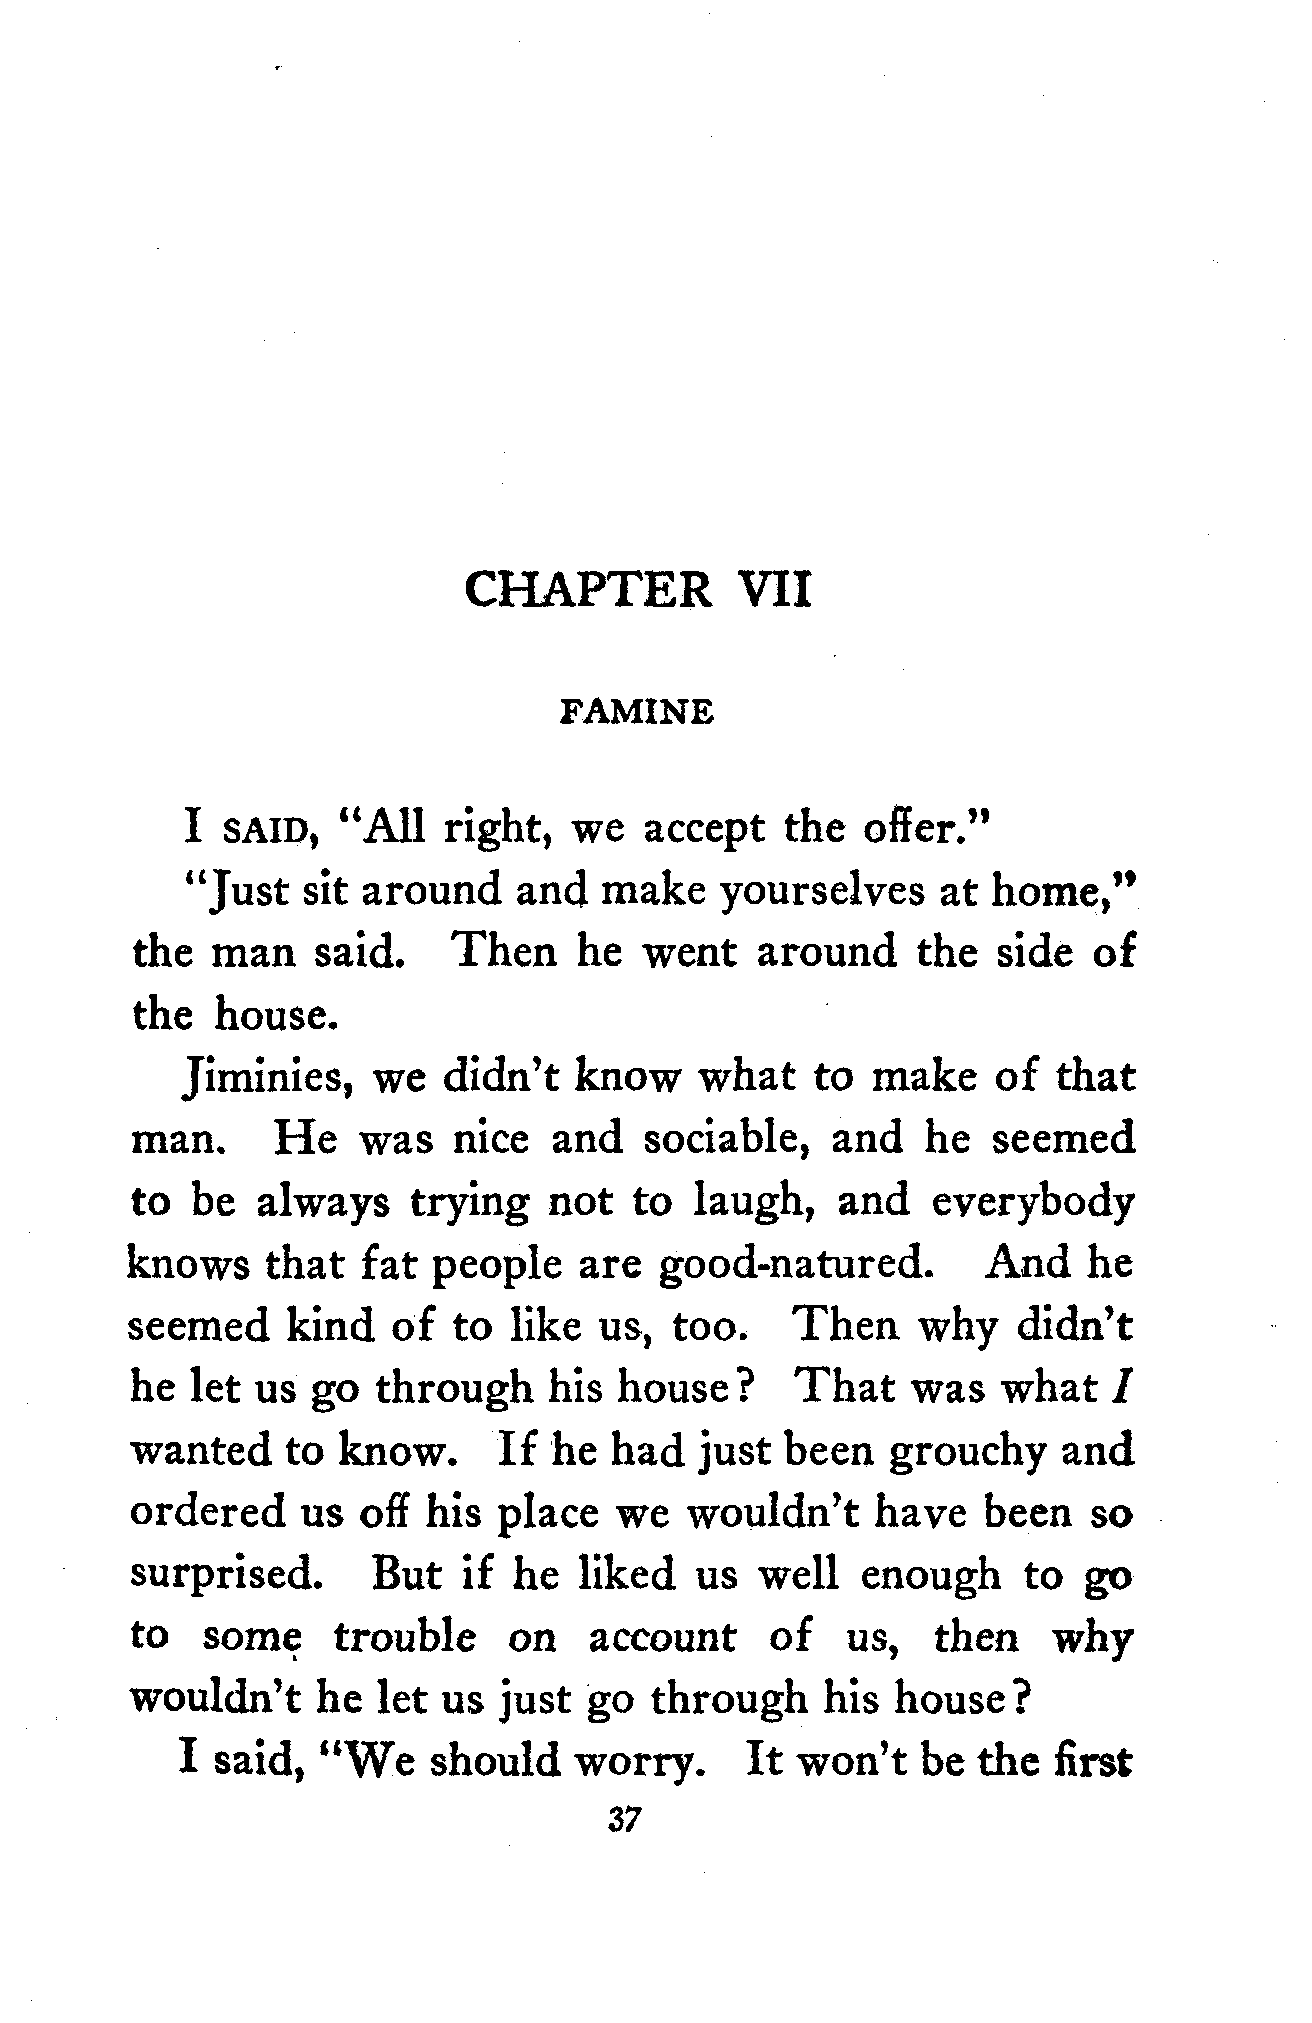 CHAPTER VII
FAMINE
I SAID, “All right, we accept the offer.”
“Just sit around and make yourselves at home,”
the man said. Then he went around the side of
the house.
Jiminies, we didn’t know what to make of that
man. He was nice and sociable, and he seemed
to be always trying not to laugh, and everybody
knows that fat people are good-natured. And he
seemed kind of to like us, too. Then why didn’t
he let us go through his house? That was what I
wanted to know. If he had just been grouchy and
ordered us off his place we wouldn’t have been so
surprised. But if he liked us well enough to go
to some trouble on account of us, then why
wouldn’t he let us just go through his house?
I said, “We should worry. It won’t be the first
37